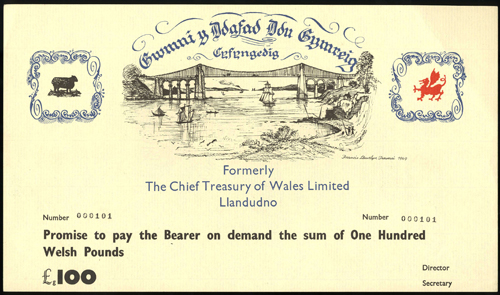 Gwmni y Ddafad Ddu Gymreig
Cyfyngedig
Formerly
The Chief Treasury of Wales Limited
Llandudno
Number 000101
Number 000101
Promise to pay the Bearer on demand the sum of One Hundred
Welsh Pounds
£100
Director
Secretary